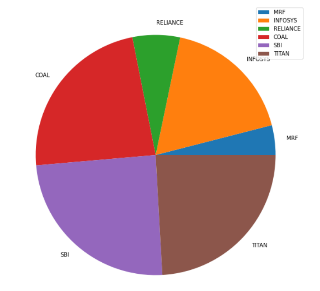 RELIANCE
INFOSYS
COAL
MRF
SBI
TITAN
MRF
INFOSYS
RELIANCE
COAL
SBI
TITAN